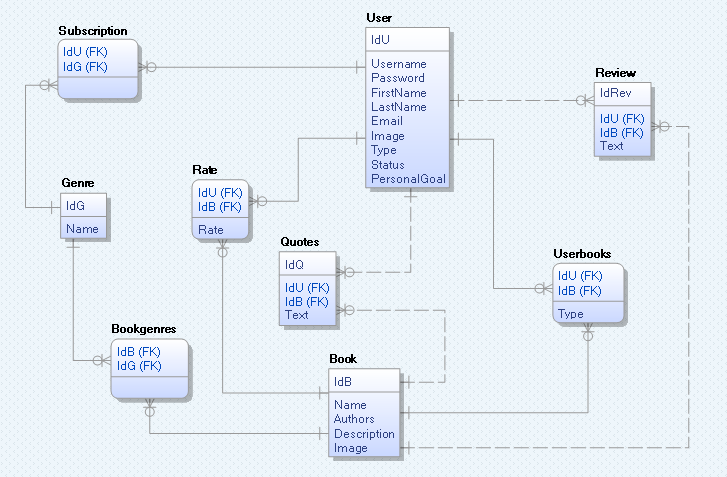 User
IdU
Username
Password
FirstName
LastName
Email
Image
Type
Status
PersonalGoal
Subscription
IdU (FK)
IdG (FK)
Review
IdRev
IdU (FK)
IdB (FK)
Text
Rate
IdU (FK)
IdB (FK)
Rate
Genre
IdG
Name
Quotes
IdQ
IdU (FK)
IdB (FK)
Text
Userbooks
IdU (FK)
IdB (FK)
Type
Bookgenres
IdB (FK)
IdG (FK)
Book
IdB
Name
Authors
Description
Image